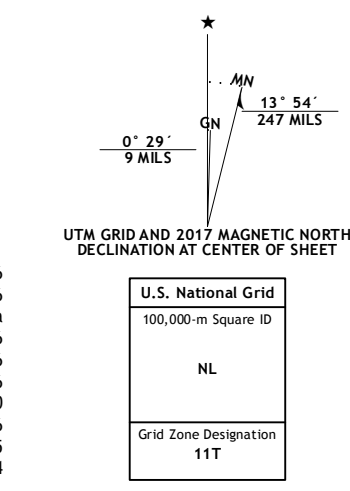 ★
MN
GN
13° 54´
247 MILS
0° 29´
9 MILS
UTM GRID AND 2017 MAGNETIC NORTH
DECLINATION AT CENTER OF SHEET
U.S. National Grid
100,000-m Square ID
NL
Grid Zone Designation
11T